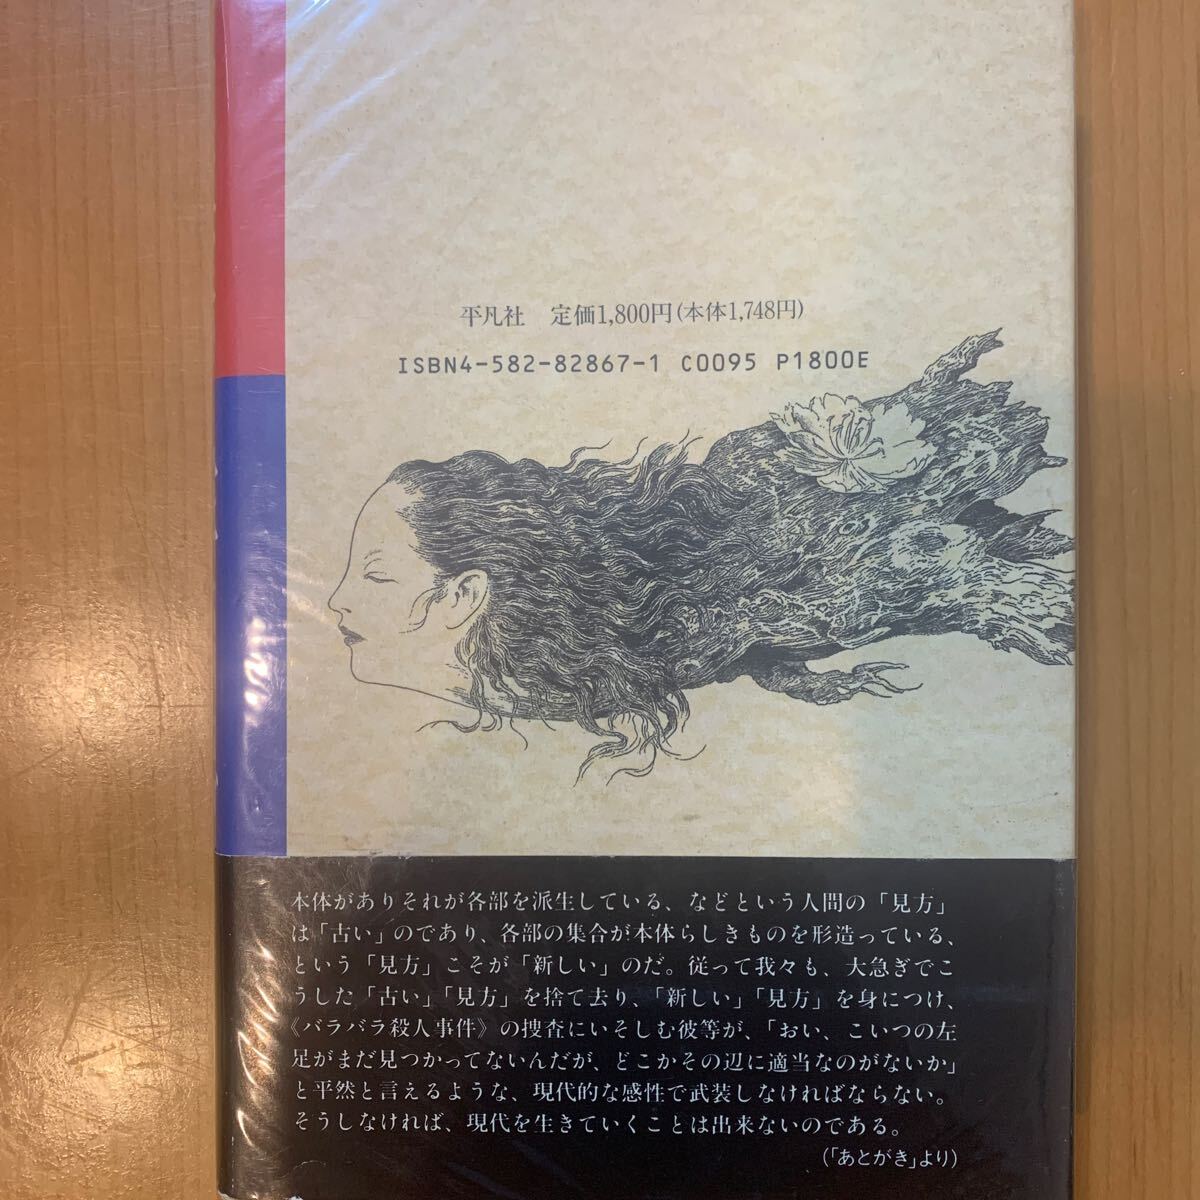 平凡社 定価1,800円(本体1,748円)
ISBN4-582-82867-1 C0095 P1800E
本体がありそれが各部を派生している、などという人間の「見方」
は「古い」のであり、各部の集合が本体らしきものを形造っている、
という「見方」こそが「新しい」のだ。従って我々も、大急ぎでこ
うした「古い」「見方」を捨て去り、「新しい」「見方」を身につけ、
《バラバラ殺人事件》の捜査にいそしむ彼等が、「おい、こいつの左
足がまだ見つかってないんだが、どこかその辺に適当なのがないか」
と平然と言えるような、現代的な感性で武装しなければならない。
そうしなければ、現代を生きていくことは出来ないのである。
(「あとがき」より)